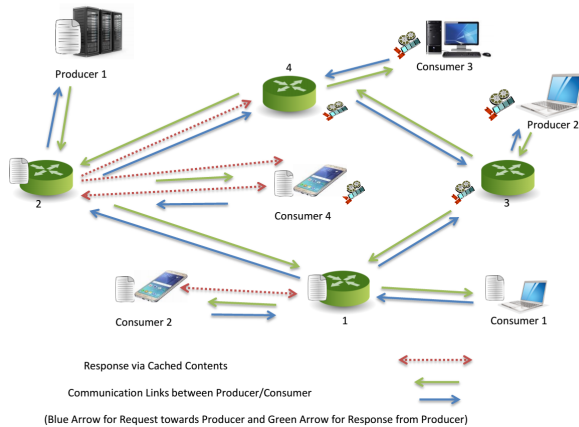 4
Consumer 3
Producer 1
Producer 2
2
3
Consumer 4
Consumer 2
1
Consumer 1
Response via Cached Contents
Communication Links between Producer/Consumer
(Blue Arrow for Request towards Producer and Green Arrow for Response from Producer)